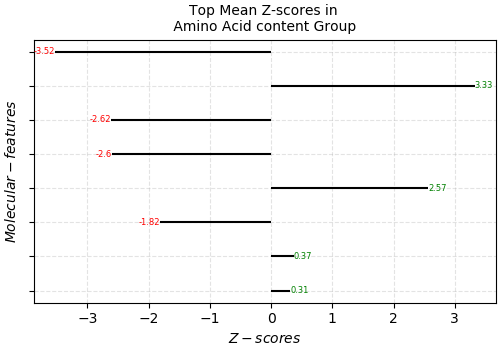 Top Mean Z-scores in
Amino Acid content Group
-3.52
3.33
-2.62
-2.6
2.57
-1.82
0.37
0.31
Molecular − features
−3 −2 −1 0 1 2 3
Z − scores